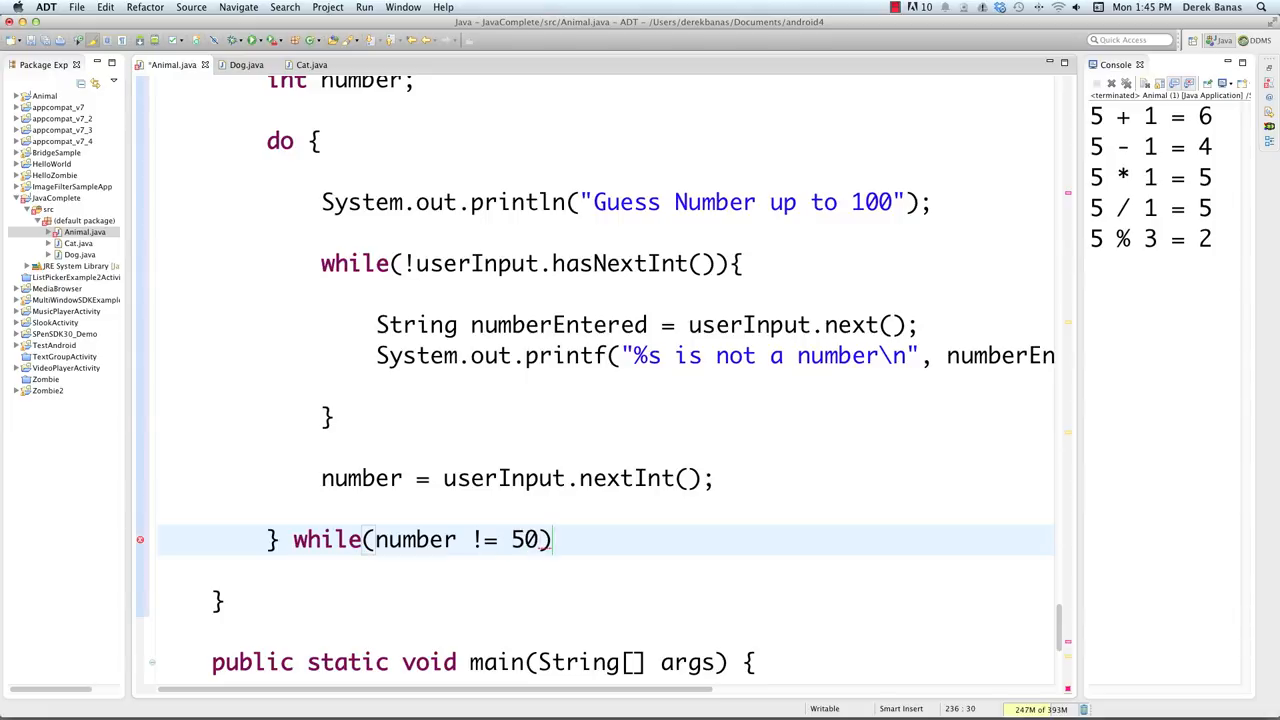 ADT File Edit Refactor Source Navigate Search Project Run Window Help 10 Mon 1:45 PM Derek Banas
Java – JavaComplete/src/Animal.java – ADT – /Users/derekbanas/Documents/android4
Quick Access Java DDMS
Package Exp
*Animal.java Dog.java Cat.java
Console
<terminated> Animal (1) [Java Application] /S
Animal
appcompat_v7
appcompat_v7_2
appcompat_v7_3
appcompat_v7_4
BridgeSample
HelloWorld
HelloZombie
ImageFilterSampleApp
JavaComplete
src
(default package)
Animal.java
Cat.java
Dog.java
JRE System Library [J
ListPickerExample2Activi
MediaBrowser
MultiWindowSDKExample
MusicPlayerActivity
SlookActivity
SPenSDK30_Demo
TestAndroid
TextGroupActivity
VideoPlayerActivity
Zombie
Zombie2
int number;
do {
System.out.println("Guess Number up to 100");
while(!userInput.hasNextInt()){
String numberEntered = userInput.next();
System.out.printf("%s is not a number\n", numberEn
}
number = userInput.nextInt();
} while(number != 50)
}
public static void main(String[] args) {
5 + 1 = 6
5 - 1 = 4
5 * 1 = 5
5 / 1 = 5
5 % 3 = 2
Writable Smart Insert 236 : 30 247M of 393M